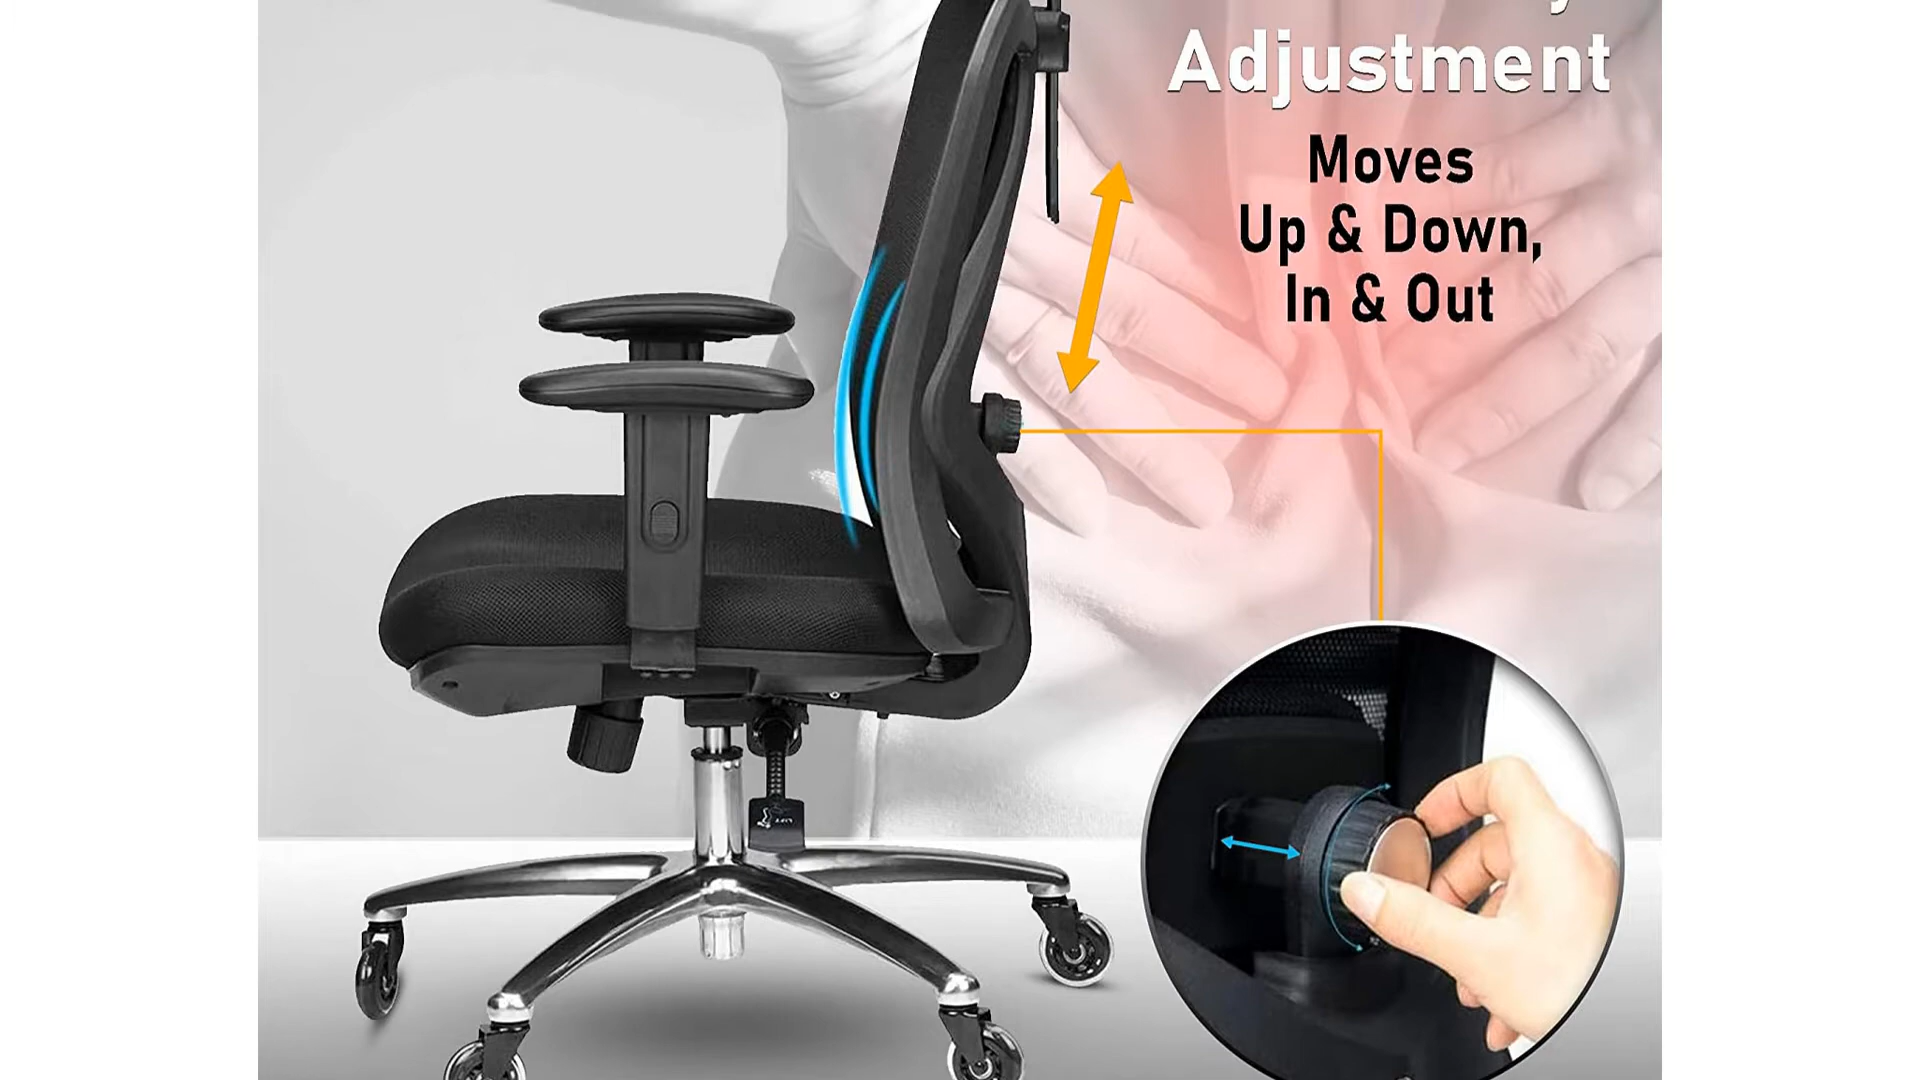 Adjustment
Moves
Up & Down,
In & Out